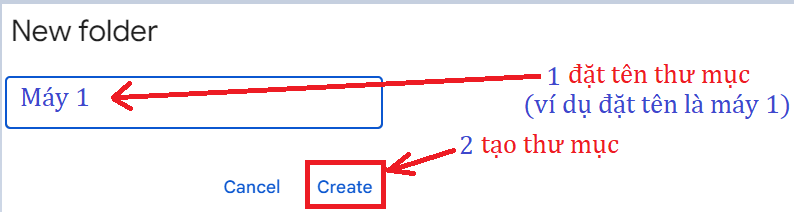 New folder
Máy 1
1 đặt tên thư mục
(ví dụ đặt tên là máy 1)
2 tạo thư mục
Cancel
Create